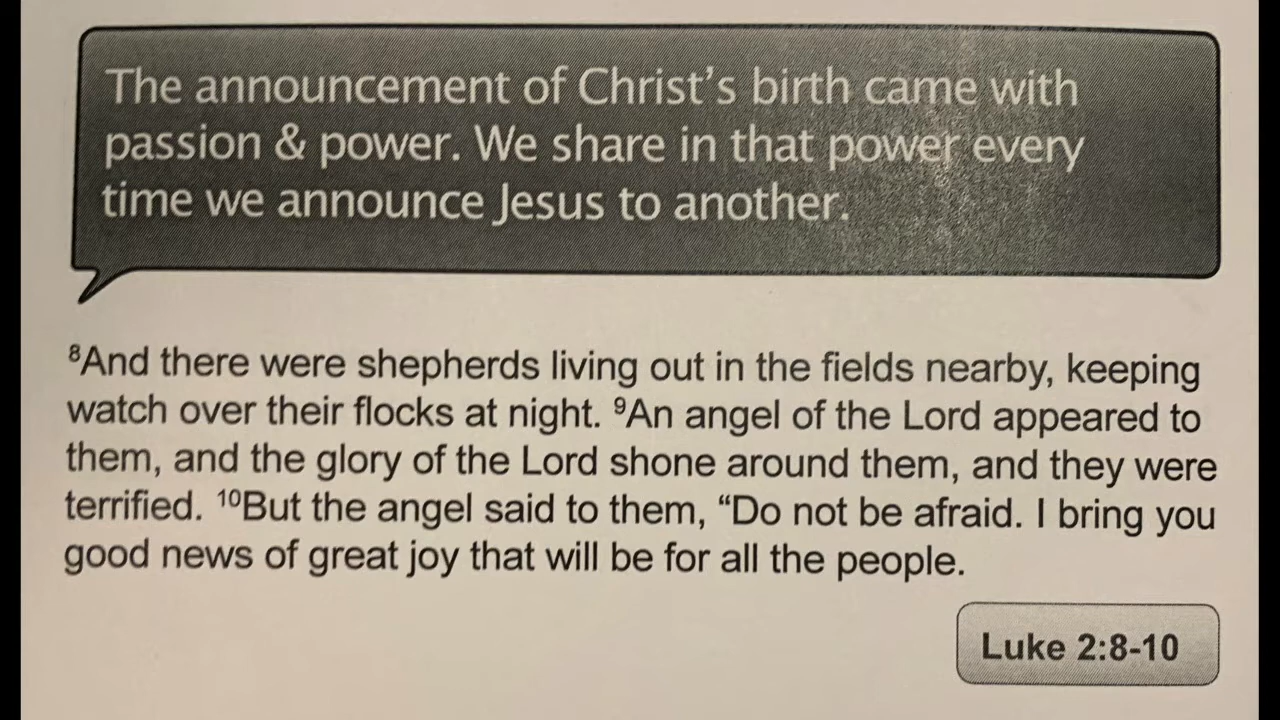 The announcement of Christ's birth came with
passion & power. We share in that power every
time we announce Jesus to another.
⁸And there were shepherds living out in the fields nearby, keeping
watch over their flocks at night. ⁹An angel of the Lord appeared to
them, and the glory of the Lord shone around them, and they were
terrified. ¹⁰But the angel said to them, “Do not be afraid. I bring you
good news of great joy that will be for all the people.
Luke 2:8-10